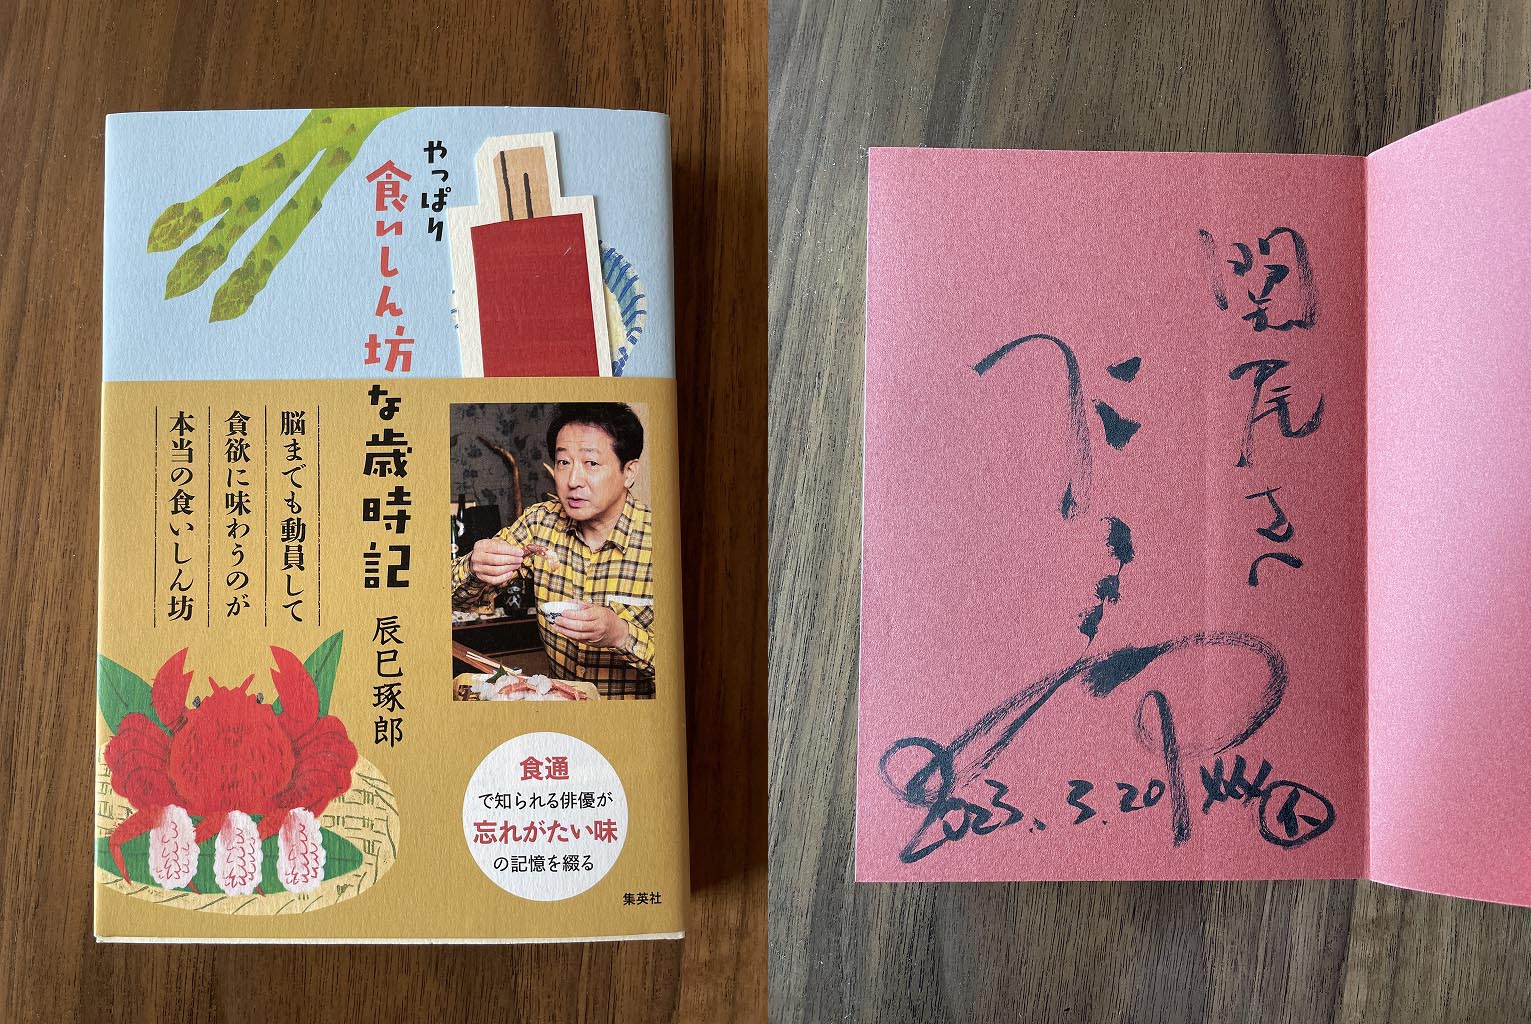 やっぱり
食いしん坊な歳時記
辰巳琢郎
脳までも動員して
貪欲に味わうのが
本当の食いしん坊
食通
で知られる俳優が
忘れがたい味
の記憶を綴る
集英社
関尾さん
2023.3.20